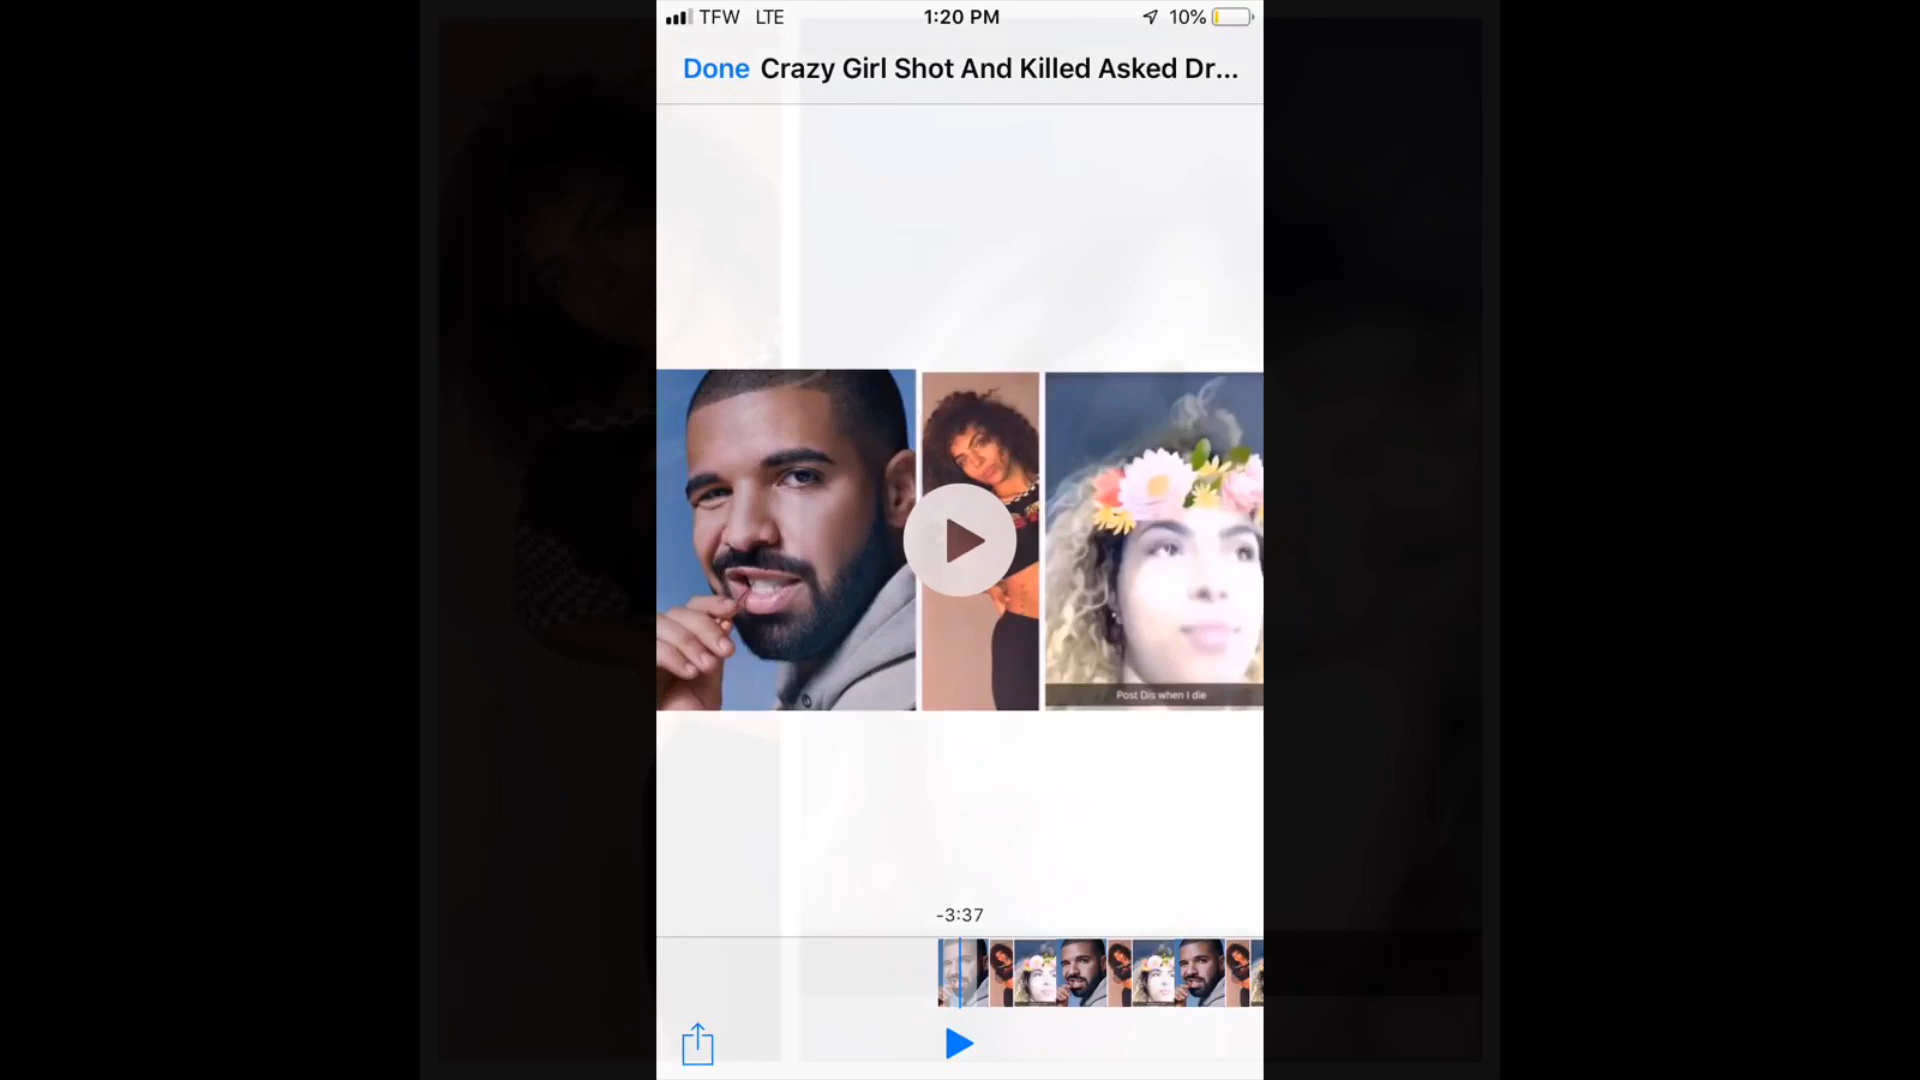 TFW LTE 1:20 PM 10%
Done Crazy Girl Shot And Killed Asked Dr...
Post Dis when I die
-3:37